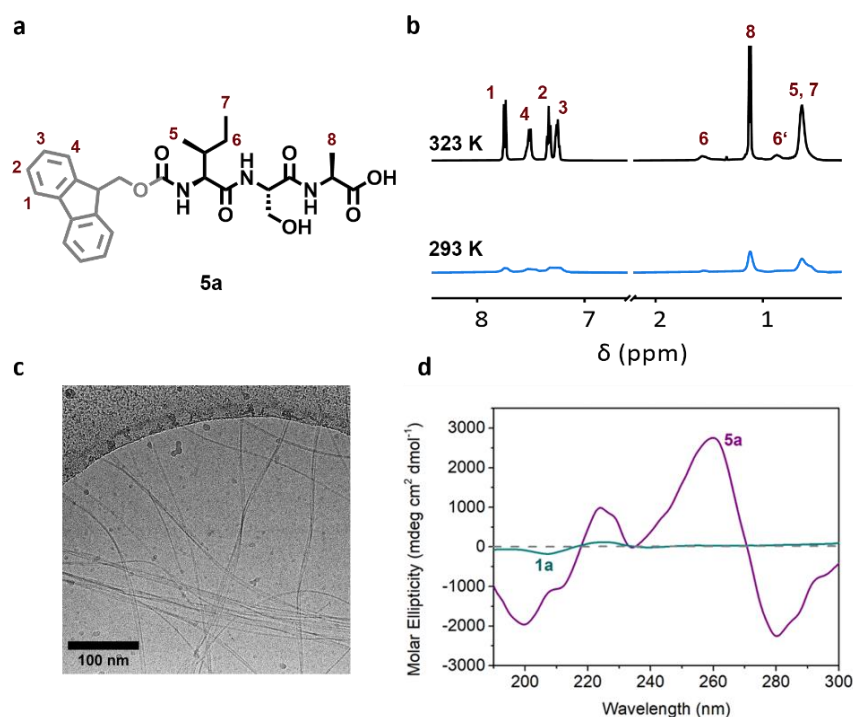 a
7
5
6
8
3
4
2
1
O
O
N
H
O
H
N
OH
O
N
H
O
OH
O
5a
b
8
1
2
5, 7
4
3
6
6‘
323 K
293 K
8
7
2
1
δ (ppm)
c
100 nm
d
3000
2000
1000
0
-1000
-2000
-3000
5a
1a
200
220
240
260
280
300
Molar Ellipticity (mdeg cm² dmol⁻¹)
Wavelength (nm)